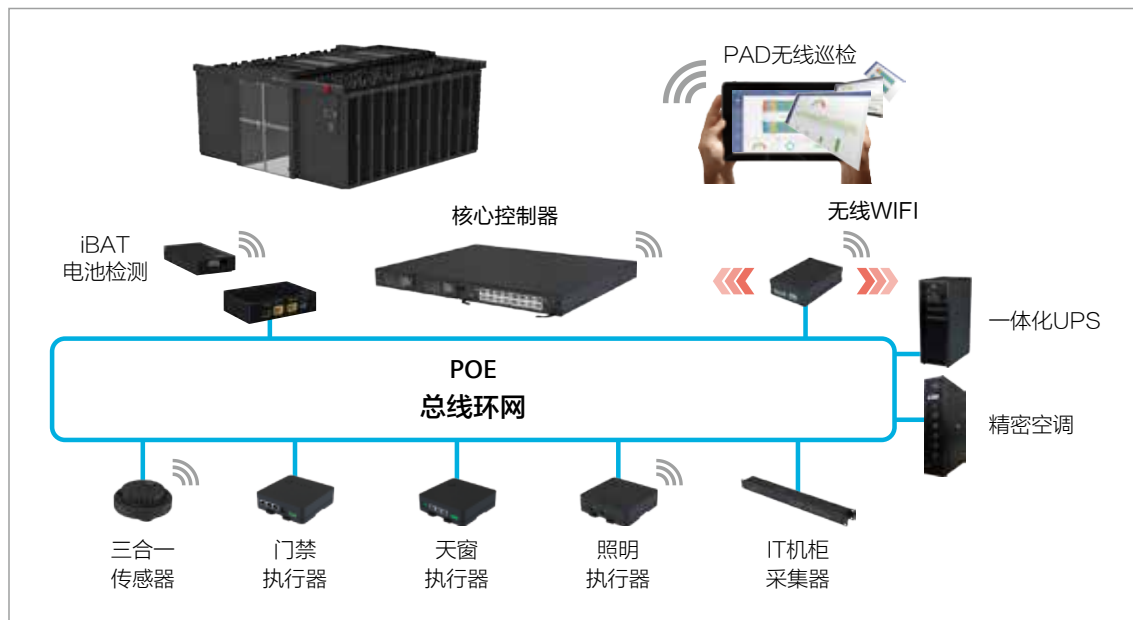 PAD无线巡检
核心控制器
无线WIFI
iBAT
电池检测
一体化UPS
POE
总线环网
精密空调
三合一
传感器
门禁
执行器
天窗
执行器
照明
执行器
IT机柜
采集器